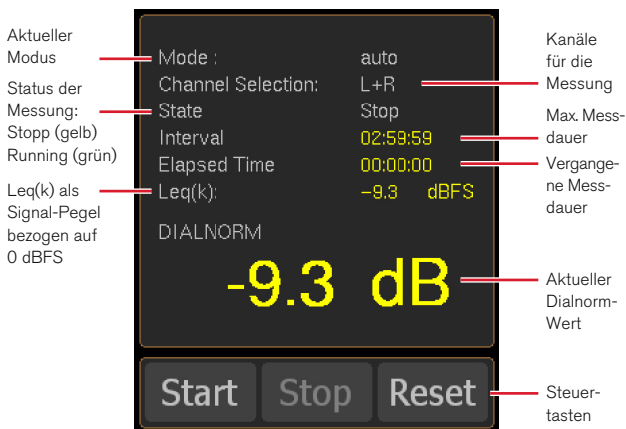 Aktueller
Modus
Status der
Messung:
Stopp (gelb)
Running (grün)
Leq(k) als
Signal-Pegel
bezogen auf
0 dBFS
Mode : auto
Channel Selection: L+R
State Stop
Interval 02:59:59
Elapsed Time 00:00:00
Leq(k): −9.3 dBFS
DIALNORM
-9.3 dB
Start Stop Reset
Kanäle
für die
Messung
Max. Mess-
dauer
Vergange-
ne Mess-
dauer
Aktueller
Dialnorm-
Wert
Steuer-
tasten